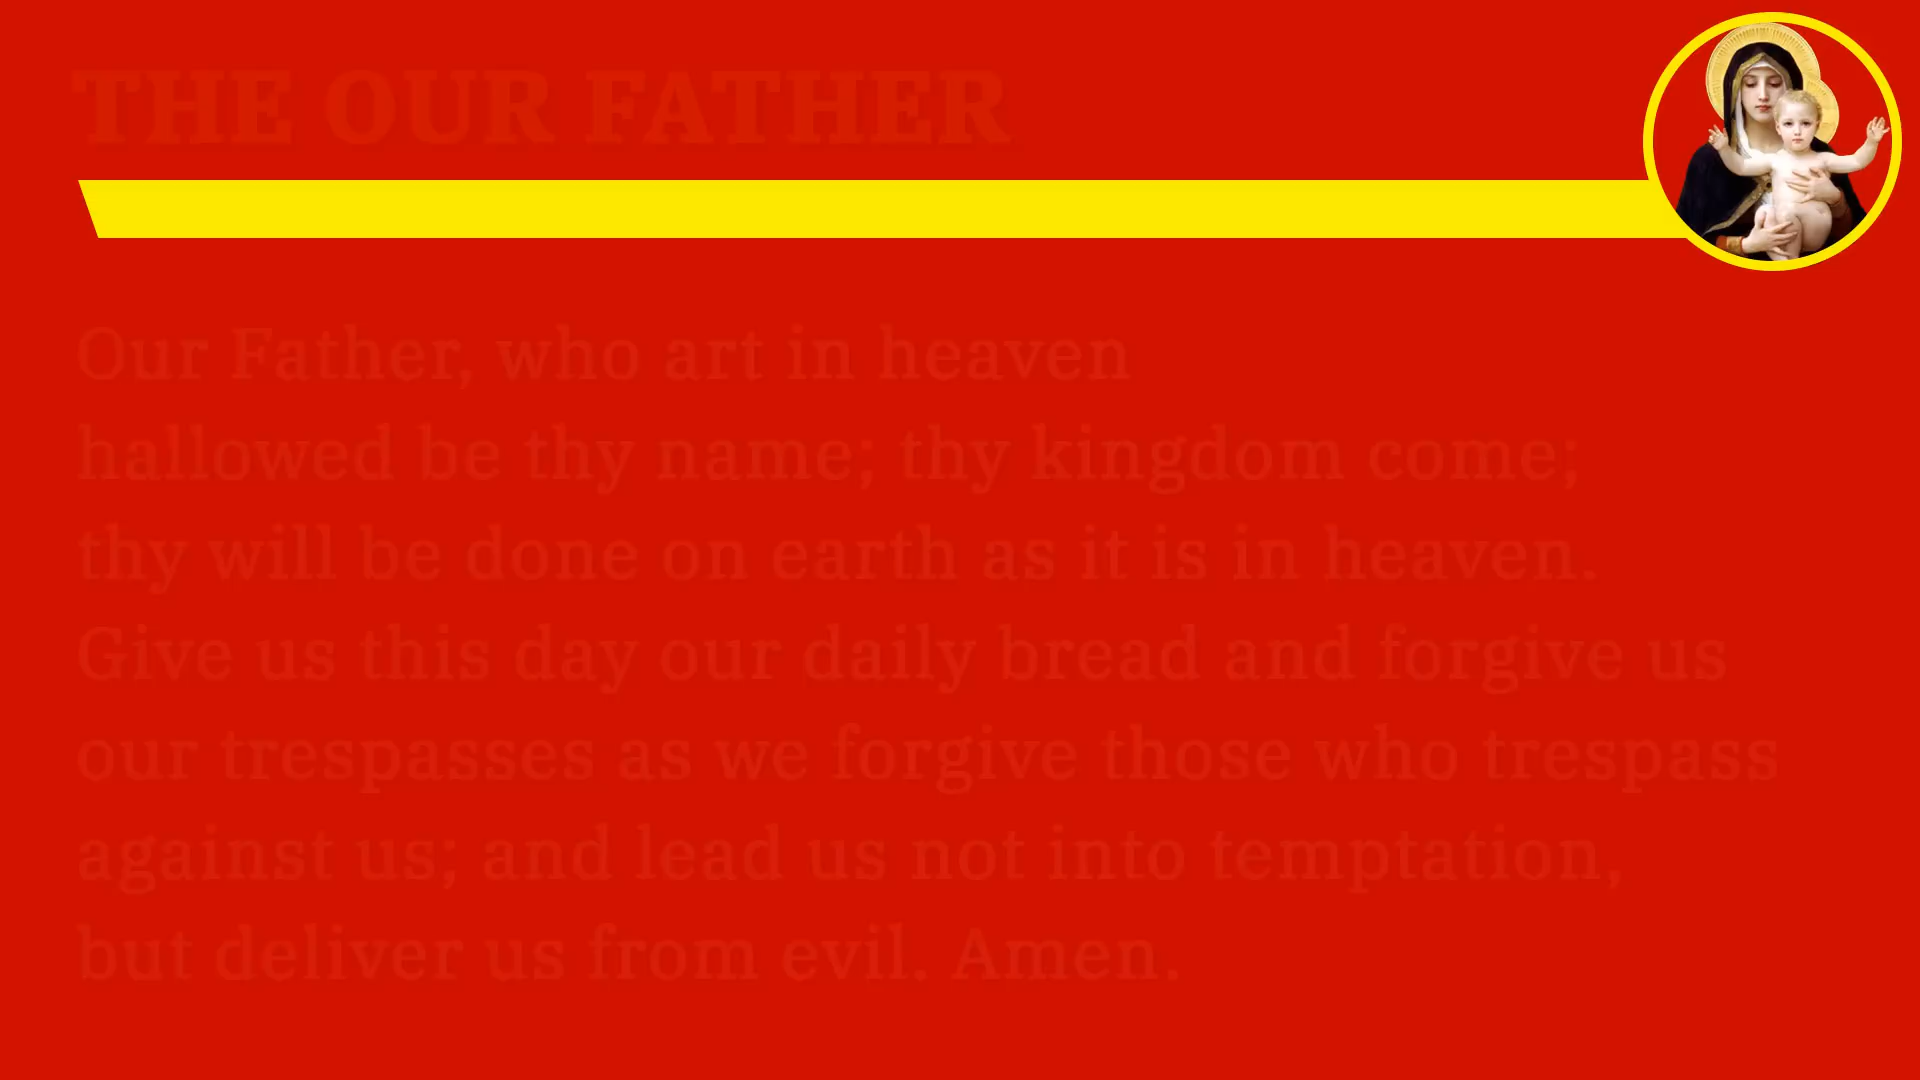 THE OUR FATHER
Our Father, who art in heaven
hallowed be thy name; thy kingdom come;
thy will be done on earth as it is in heaven.
Give us this day our daily bread and forgive us
our trespasses as we forgive those who trespass
against us; and lead us not into temptation,
but deliver us from evil. Amen.